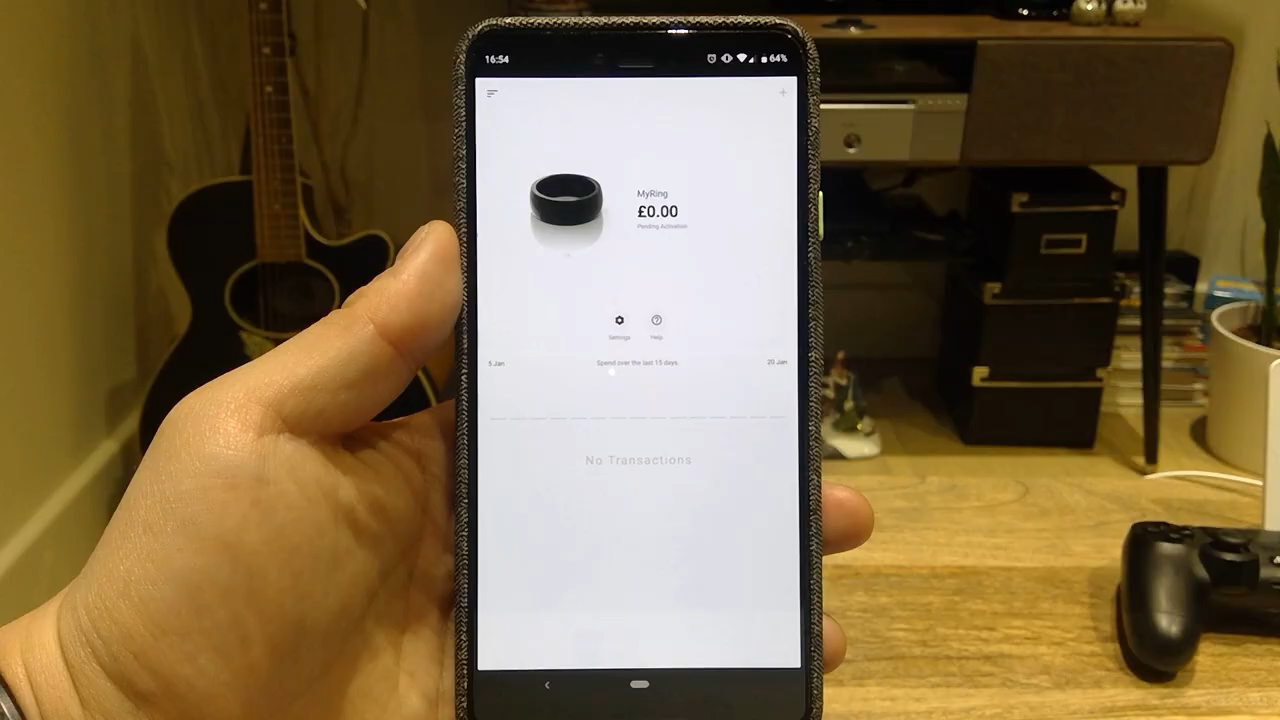 16:54
64%
MyRing
£0.00
Pending Activation
Settings
Help
5 Jan
Spend over the last 15 days
20 Jan
No Transactions